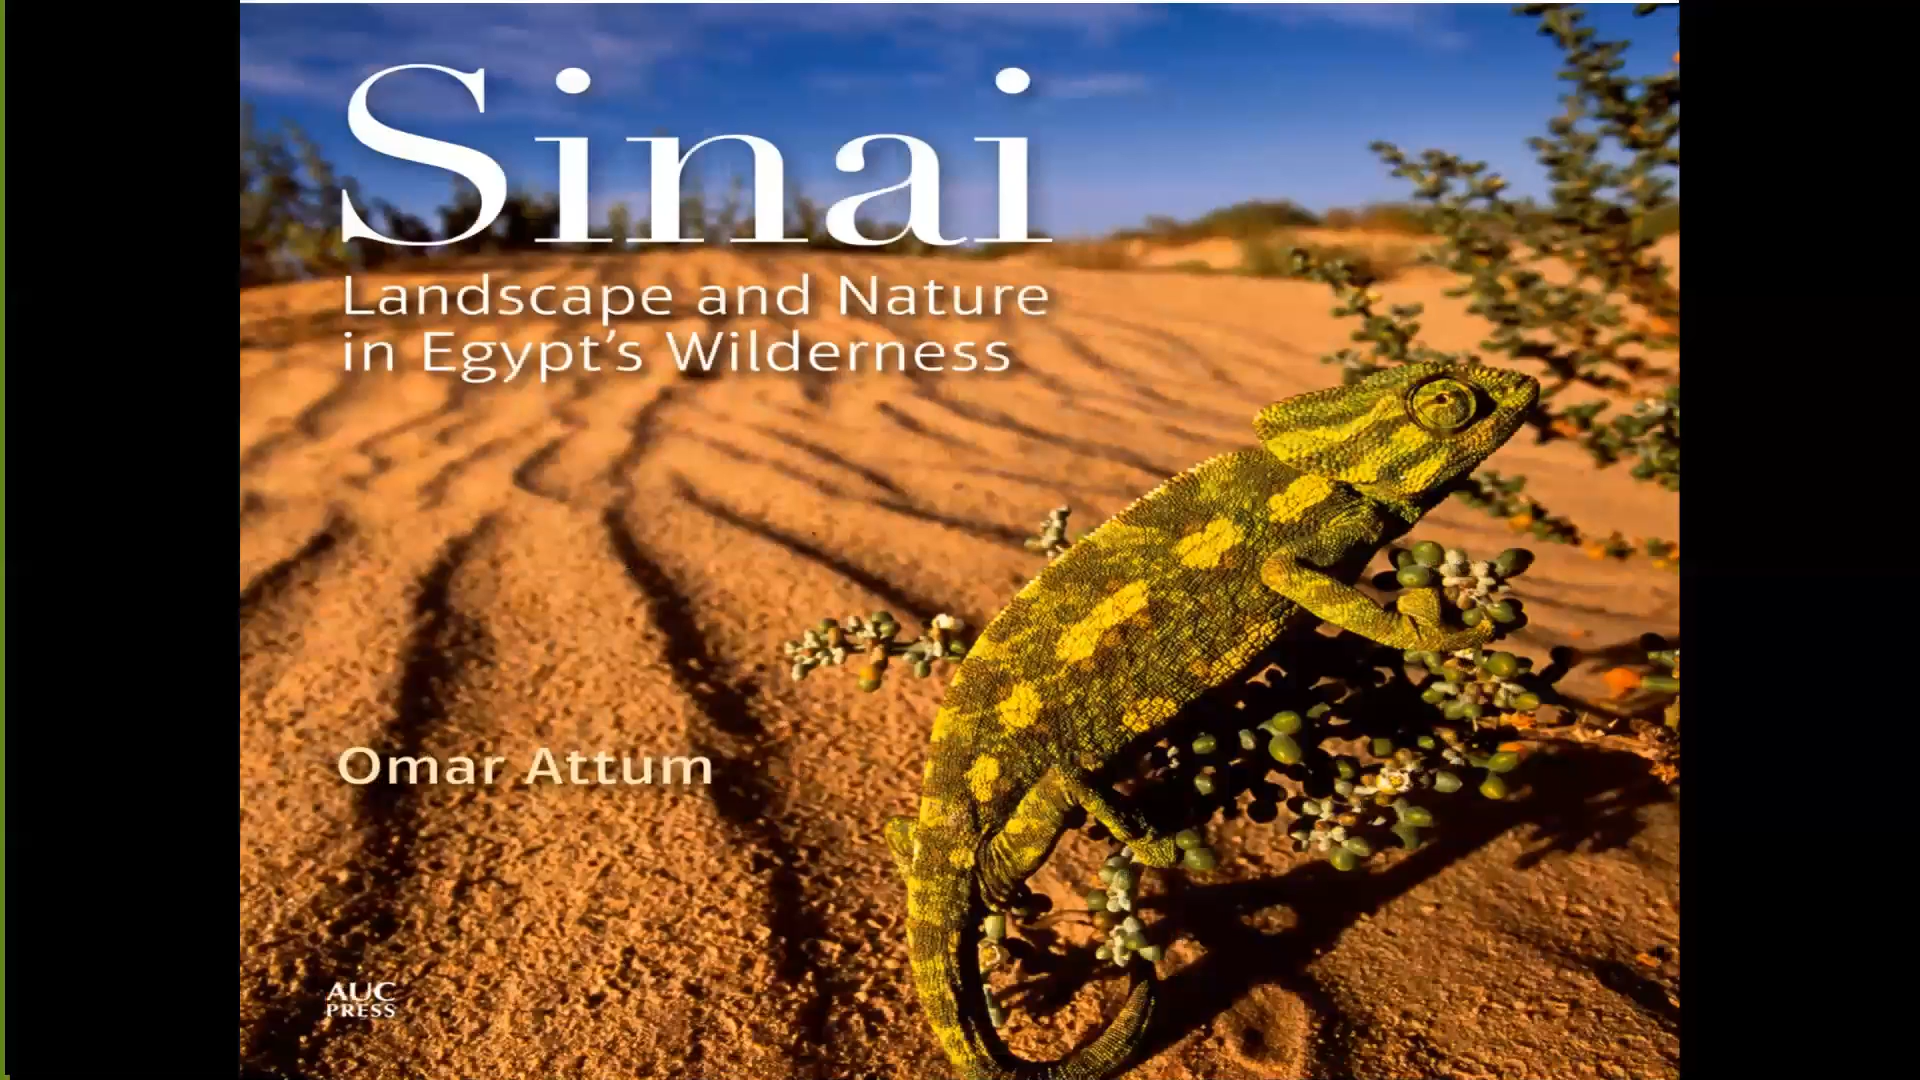 Sinai
Landscape and Nature
in Egypt's Wilderness
Omar Attum
AUC
PRESS